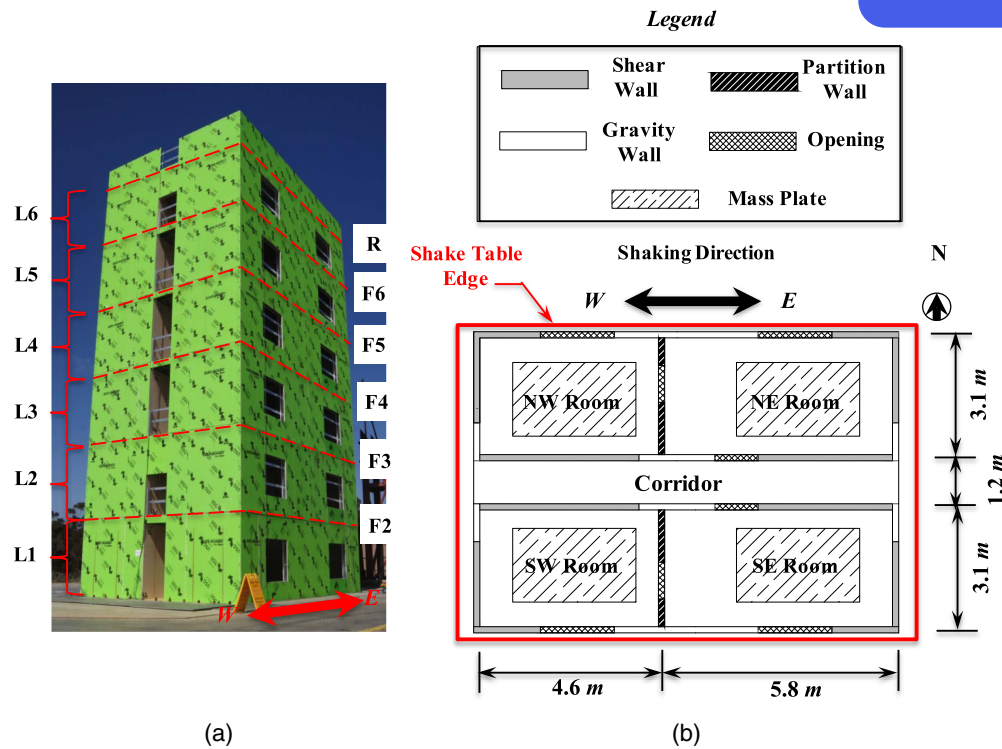 Legend
Shear
Wall
Partition
Wall
Gravity
Wall
Opening
Mass Plate
L6
L5
L4
L3
L2
L1
R
F6
F5
F4
F3
F2
W
E
Shake Table
Edge
Shaking Direction
N
W
E
NW Room
NE Room
3.1 m
Corridor
1.2 m
SW Room
SE Room
3.1 m
4.6 m
5.8 m
(a)
(b)